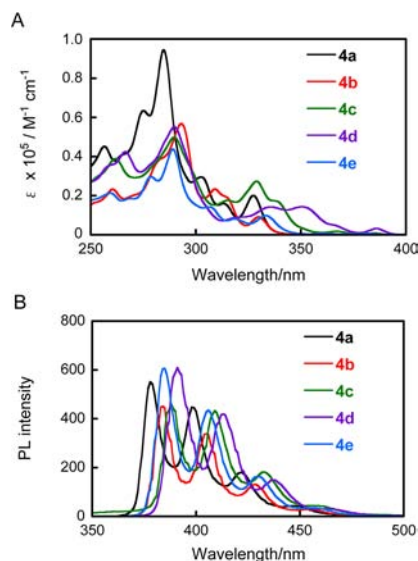 A
ε x 10⁵ / M⁻¹ cm⁻¹
1.0
0.8
0.6
0.4
0.2
0
4a
4b
4c
4d
4e
250
300
350
400
Wavelength/nm
B
PL intensity
800
600
400
200
0
4a
4b
4c
4d
4e
350
400
450
500
Wavelength/nm